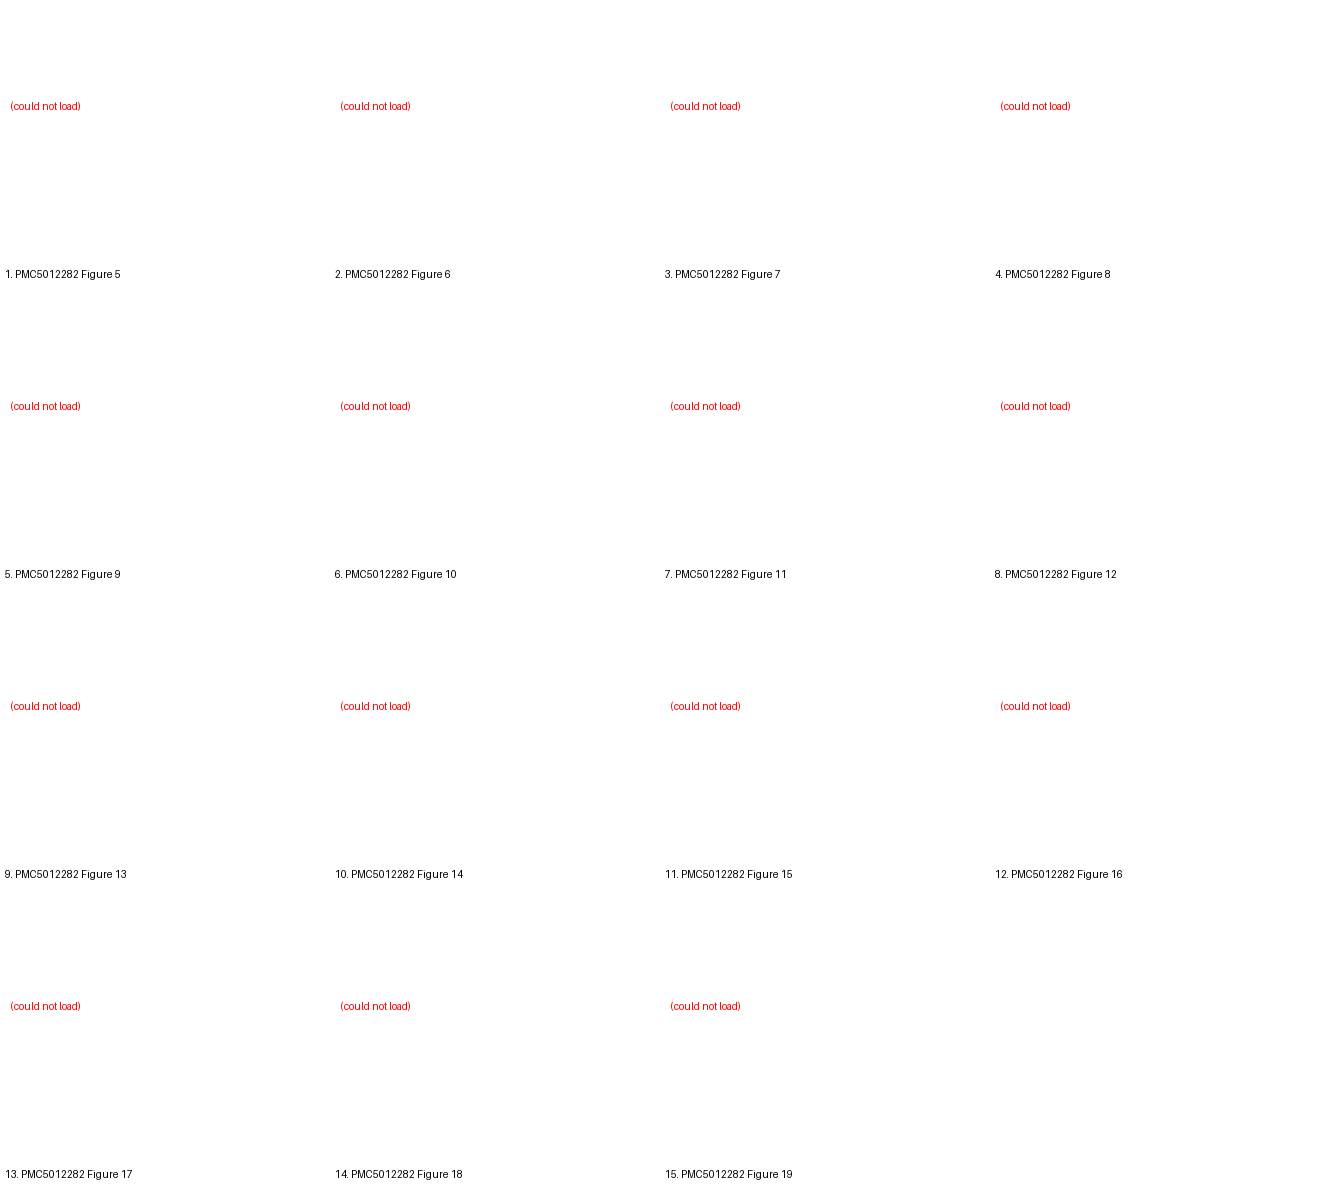 (could not load) (could not load) (could not load) (could not load)
1. PMC5012282 Figure 5 2. PMC5012282 Figure 6 3. PMC5012282 Figure 7 4. PMC5012282 Figure 8
(could not load) (could not load) (could not load) (could not load)
5. PMC5012282 Figure 9 6. PMC5012282 Figure 10 7. PMC5012282 Figure 11 8. PMC5012282 Figure 12
(could not load) (could not load) (could not load) (could not load)
9. PMC5012282 Figure 13 10. PMC5012282 Figure 14 11. PMC5012282 Figure 15 12. PMC5012282 Figure 16
(could not load) (could not load) (could not load)
13. PMC5012282 Figure 17 14. PMC5012282 Figure 18 15. PMC5012282 Figure 19